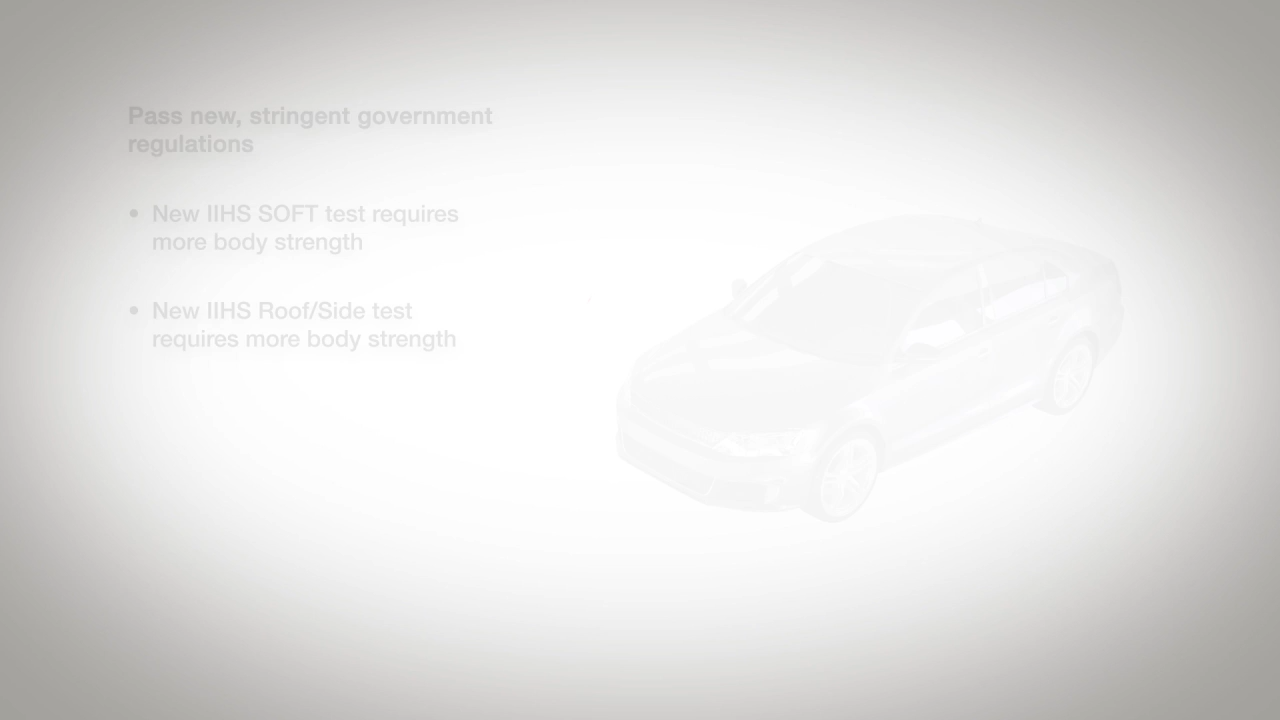 Pass new, stringent government
regulations
• New IIHS SOFT test requires
more body strength
• New IIHS Roof/Side test
requires more body strength